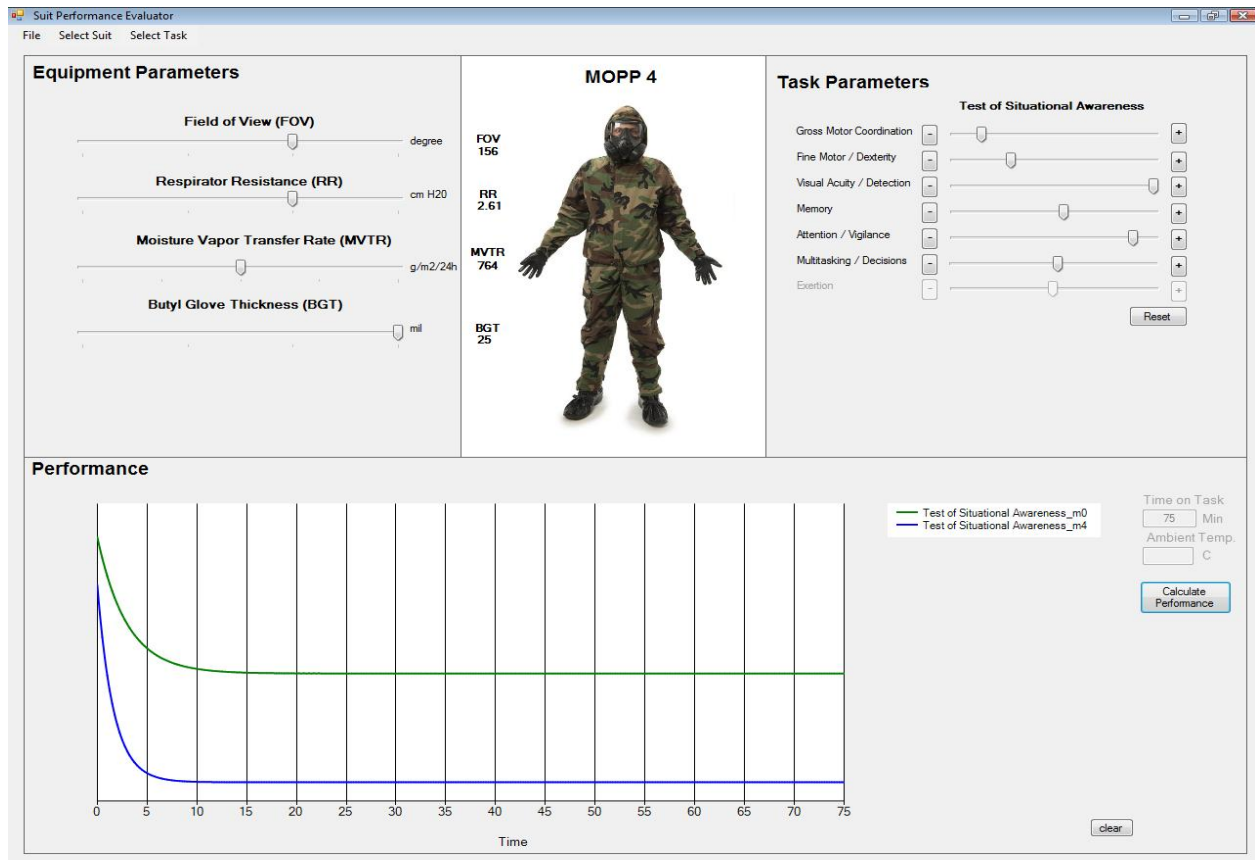 Suit Performance Evaluator
File Select Suit Select Task
Equipment Parameters
Field of View (FOV)
degree
Respirator Resistance (RR)
cm H20
Moisture Vapor Transfer Rate (MVTR)
g/m2/24h
Butyl Glove Thickness (BGT)
mil
MOPP 4
FOV
156
RR
2.61
MVTR
764
BGT
25
Task Parameters
Test of Situational Awareness
Gross Motor Coordination - +
Fine Motor / Dexterity - +
Visual Acuity / Detection - +
Memory - +
Attention / Vigilance - +
Multitasking / Decisions - +
Exertion - +
Reset
Performance
Test of Situational Awareness_m0
Test of Situational Awareness_m4
Time on Task
75 Min
Ambient Temp.
C
Calculate
Performance
0 5 10 15 20 25 30 35 40 45 50 55 60 65 70 75
Time
clear